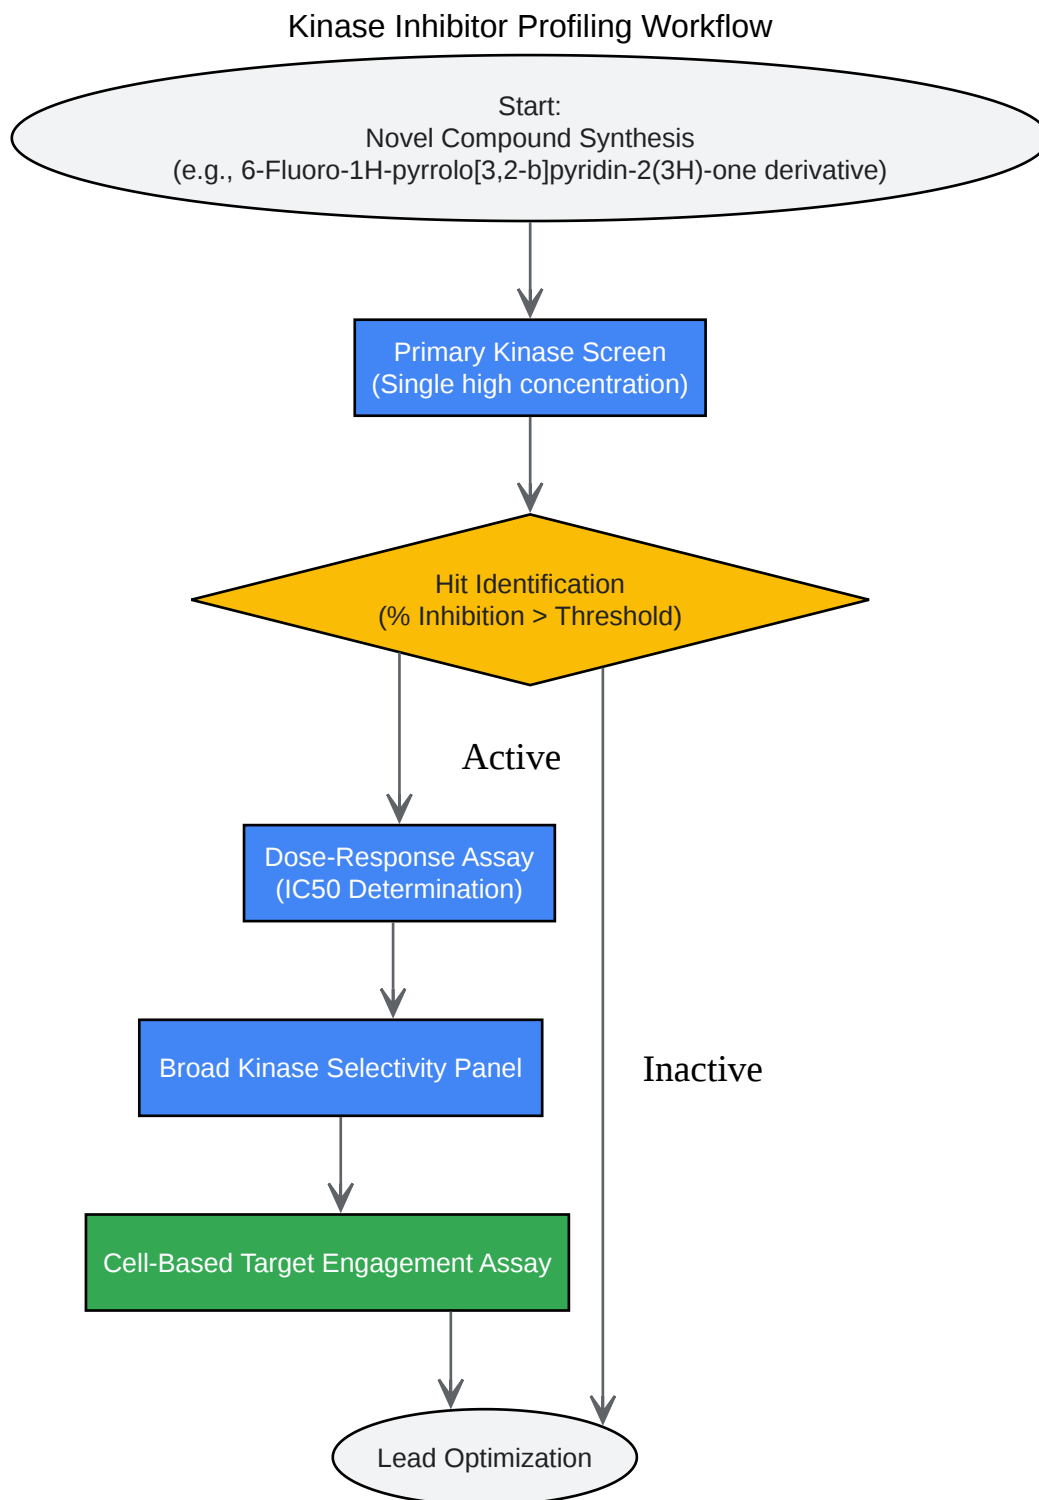 Kinase Inhibitor Profiling Workflow
Start:
Novel Compound Synthesis
(e.g., 6-Fluoro-1H-pyrrolo[3,2-b]pyridin-2(3H)-one derivative)
Primary Kinase Screen
(Single high concentration)
Hit Identification
(% Inhibition > Threshold)
Active
Dose-Response Assay
(IC50 Determination)
Broad Kinase Selectivity Panel
Inactive
Cell-Based Target Engagement Assay
Lead Optimization